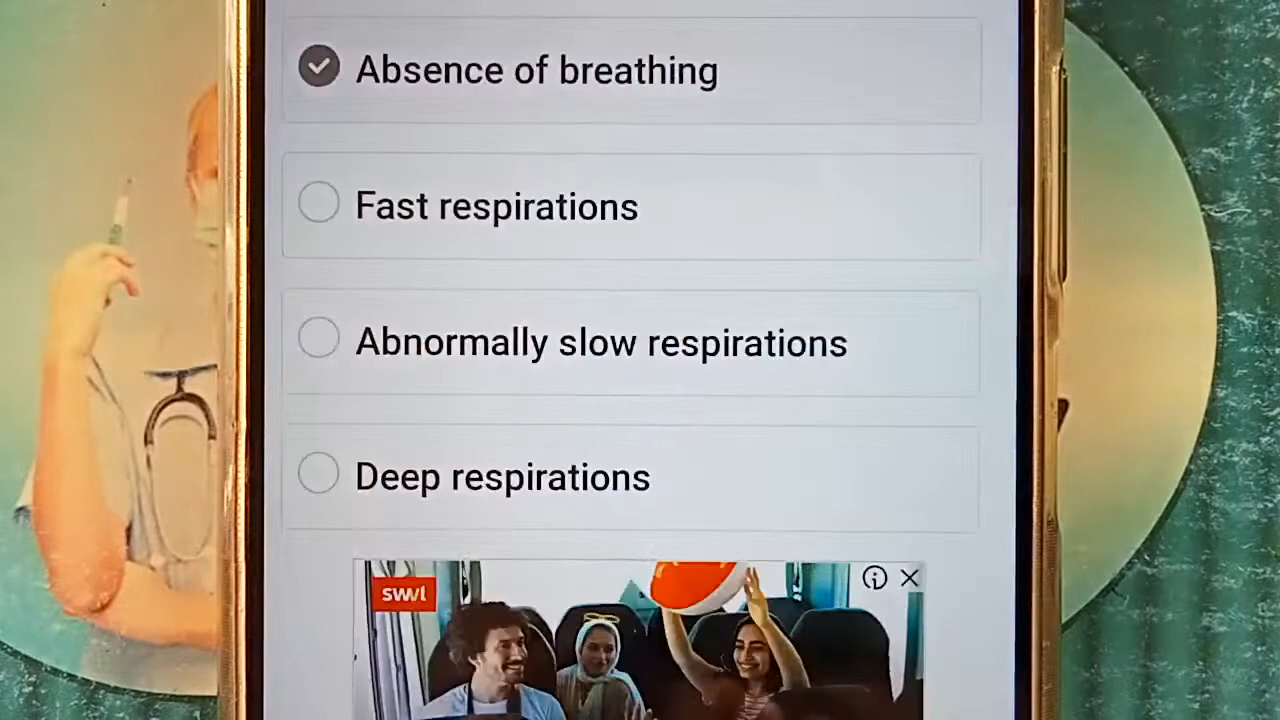 Absence of breathing
Fast respirations
Abnormally slow respirations
Deep respirations
swvl